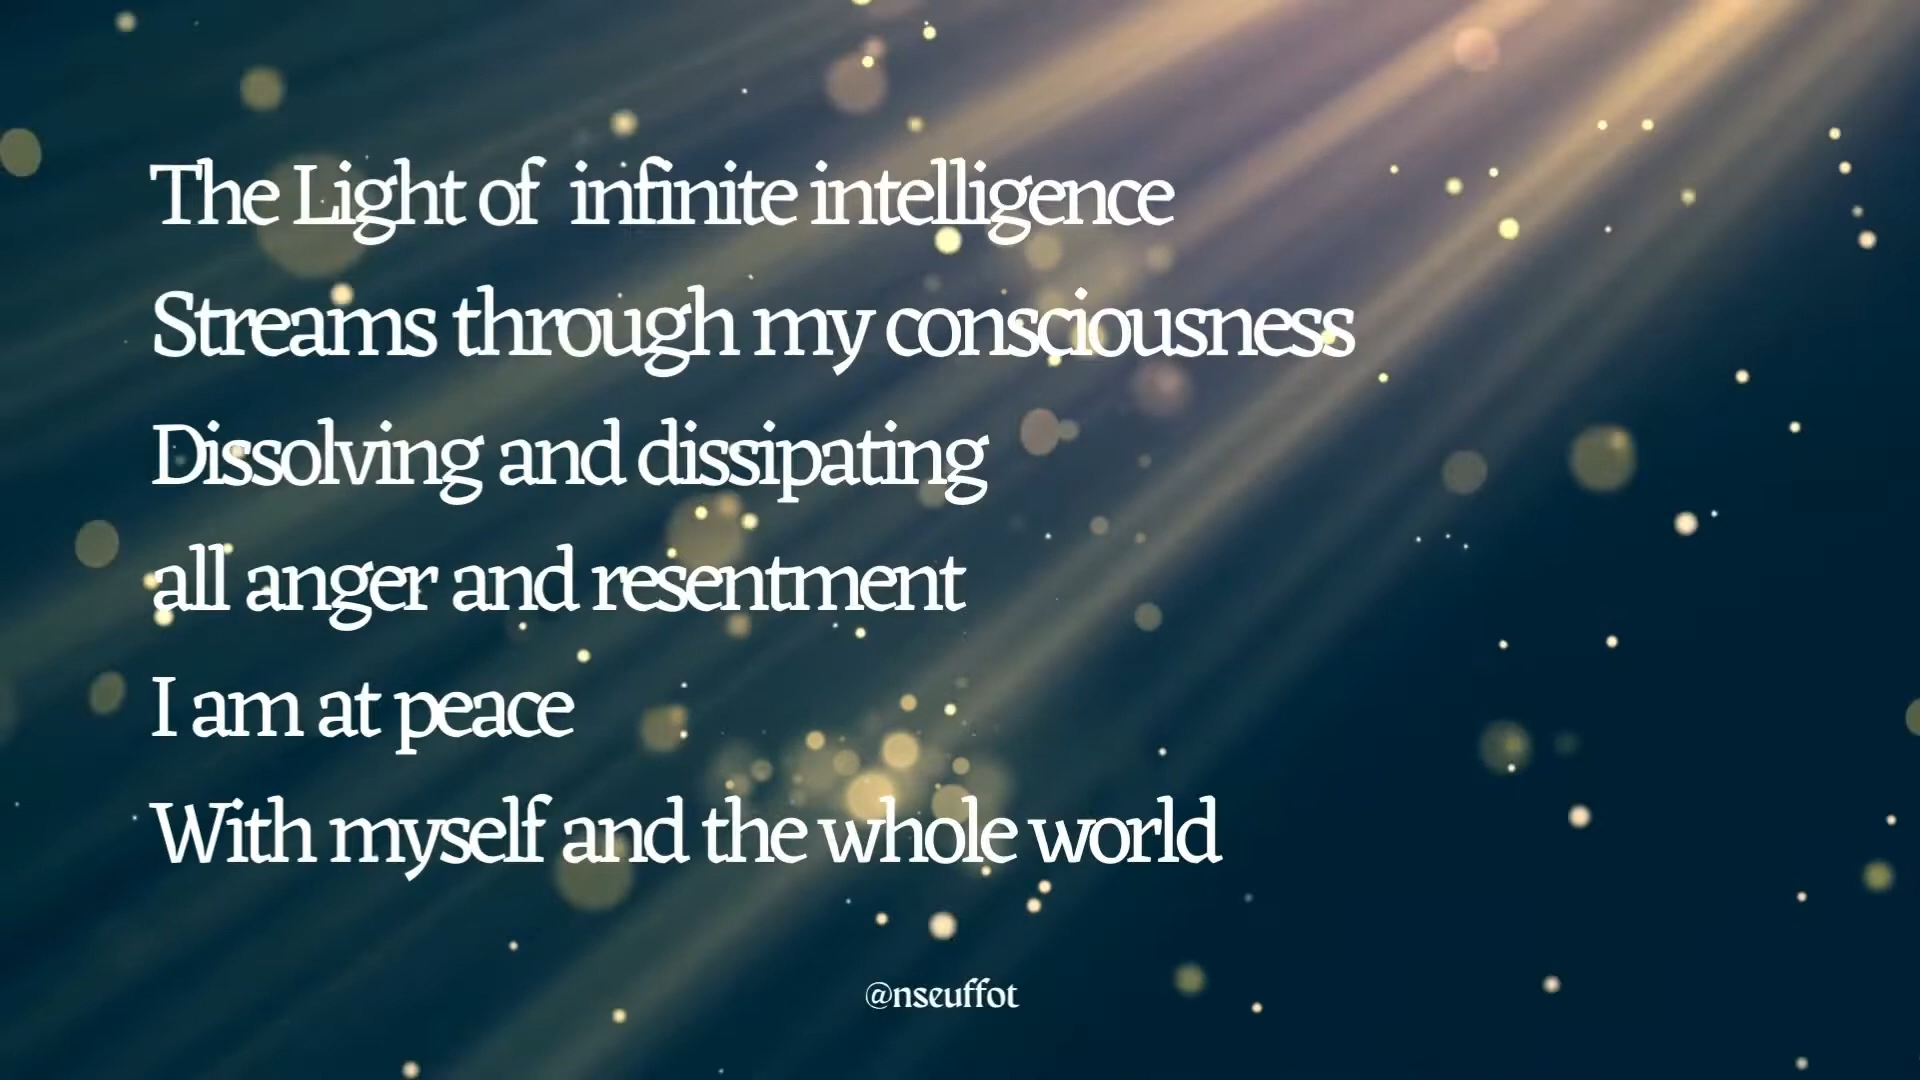 The Light of infinite intelligence
Streams through my consciousness
Dissolving and dissipating
all anger and resentment
I am at peace
With myself and the whole world
@nseuffot